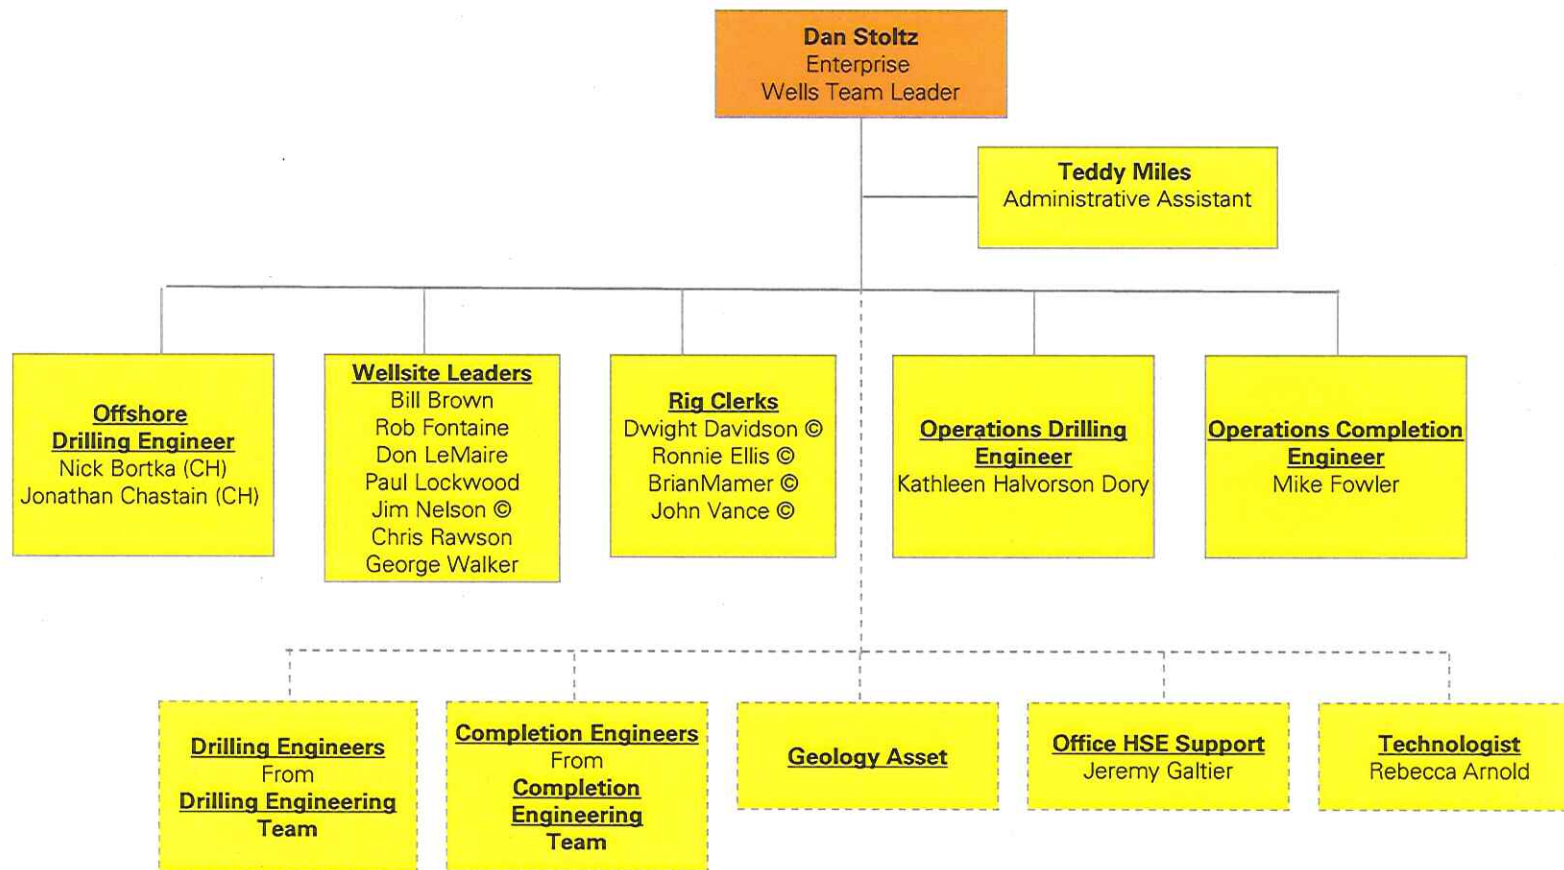 Dan Stoltz
Enterprise
Wells Team Leader
Teddy Miles
Administrative Assistant
Offshore
Drilling Engineer
Nick Bortka (CH)
Jonathan Chastain (CH)
Wellsite Leaders
Bill Brown
Rob Fontaine
Don LeMaire
Paul Lockwood
Jim Nelson ©
Chris Rawson
George Walker
Rig Clerks
Dwight Davidson ©
Ronnie Ellis ©
BrianMamer ©
John Vance ©
Operations Drilling
Engineer
Kathleen Halvorson Dory
Operations Completion
Engineer
Mike Fowler
Drilling Engineers
From
Drilling Engineering
Team
Completion Engineers
From
Completion
Engineering
Team
Geology Asset
Office HSE Support
Jeremy Galtier
Technologist
Rebecca Arnold